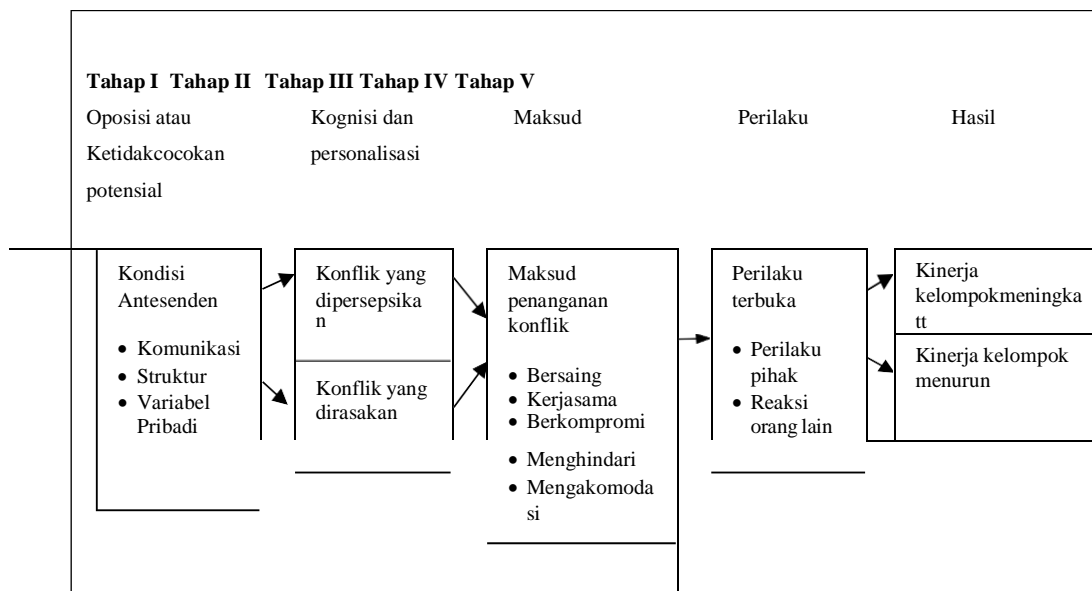 Tahap I Tahap II Tahap III Tahap IV Tahap V
Oposisi atau
Ketidakcocokan
potensial
Kognisi dan
personalisasi
Maksud
Perilaku
Hasil
Kondisi
Antesenden
• Komunikasi
• Struktur
• Variabel
Pribadi
Konflik yang
dipersepsika
n
Konflik yang
dirasakan
Maksud
penanganan
konflik
• Bersaing
• Kerjasama
• Berkompromi
• Menghindari
• Mengakomoda
si
Perilaku
terbuka
• Perilaku
pihak
• Reaksi
orang lain
Kinerja
kelompokmeningka
tt
Kinerja kelompok
menurun